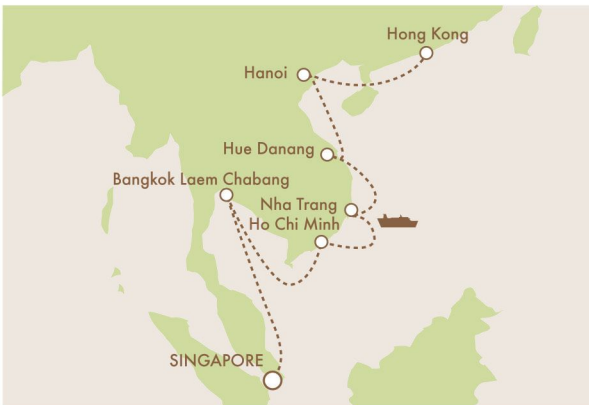 Hong Kong
Hanoi
Hue Danang
Bangkok Laem Chabang
Nha Trang
Ho Chi Minh
SINGAPORE